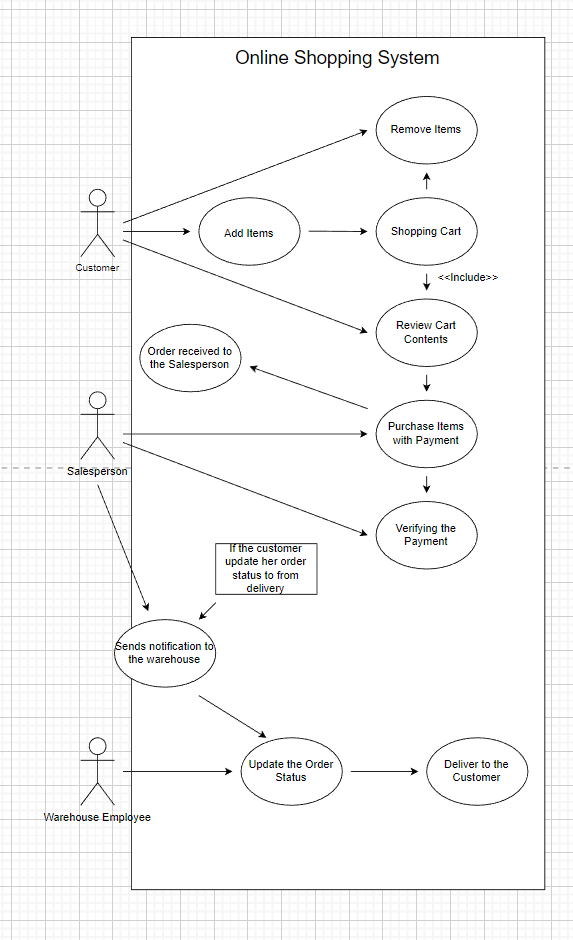 Online Shopping System
Remove Items
Add Items
Shopping Cart
Customer
<<Include>>
Review Cart
Contents
Order received to
the Salesperson
Purchase Items
with Payment
Salesperson
Verifying the
Payment
If the customer
update her order
status to from
delivery
Sends notification to
the warehouse
Update the Order
Status
Deliver to the
Customer
Warehouse Employee